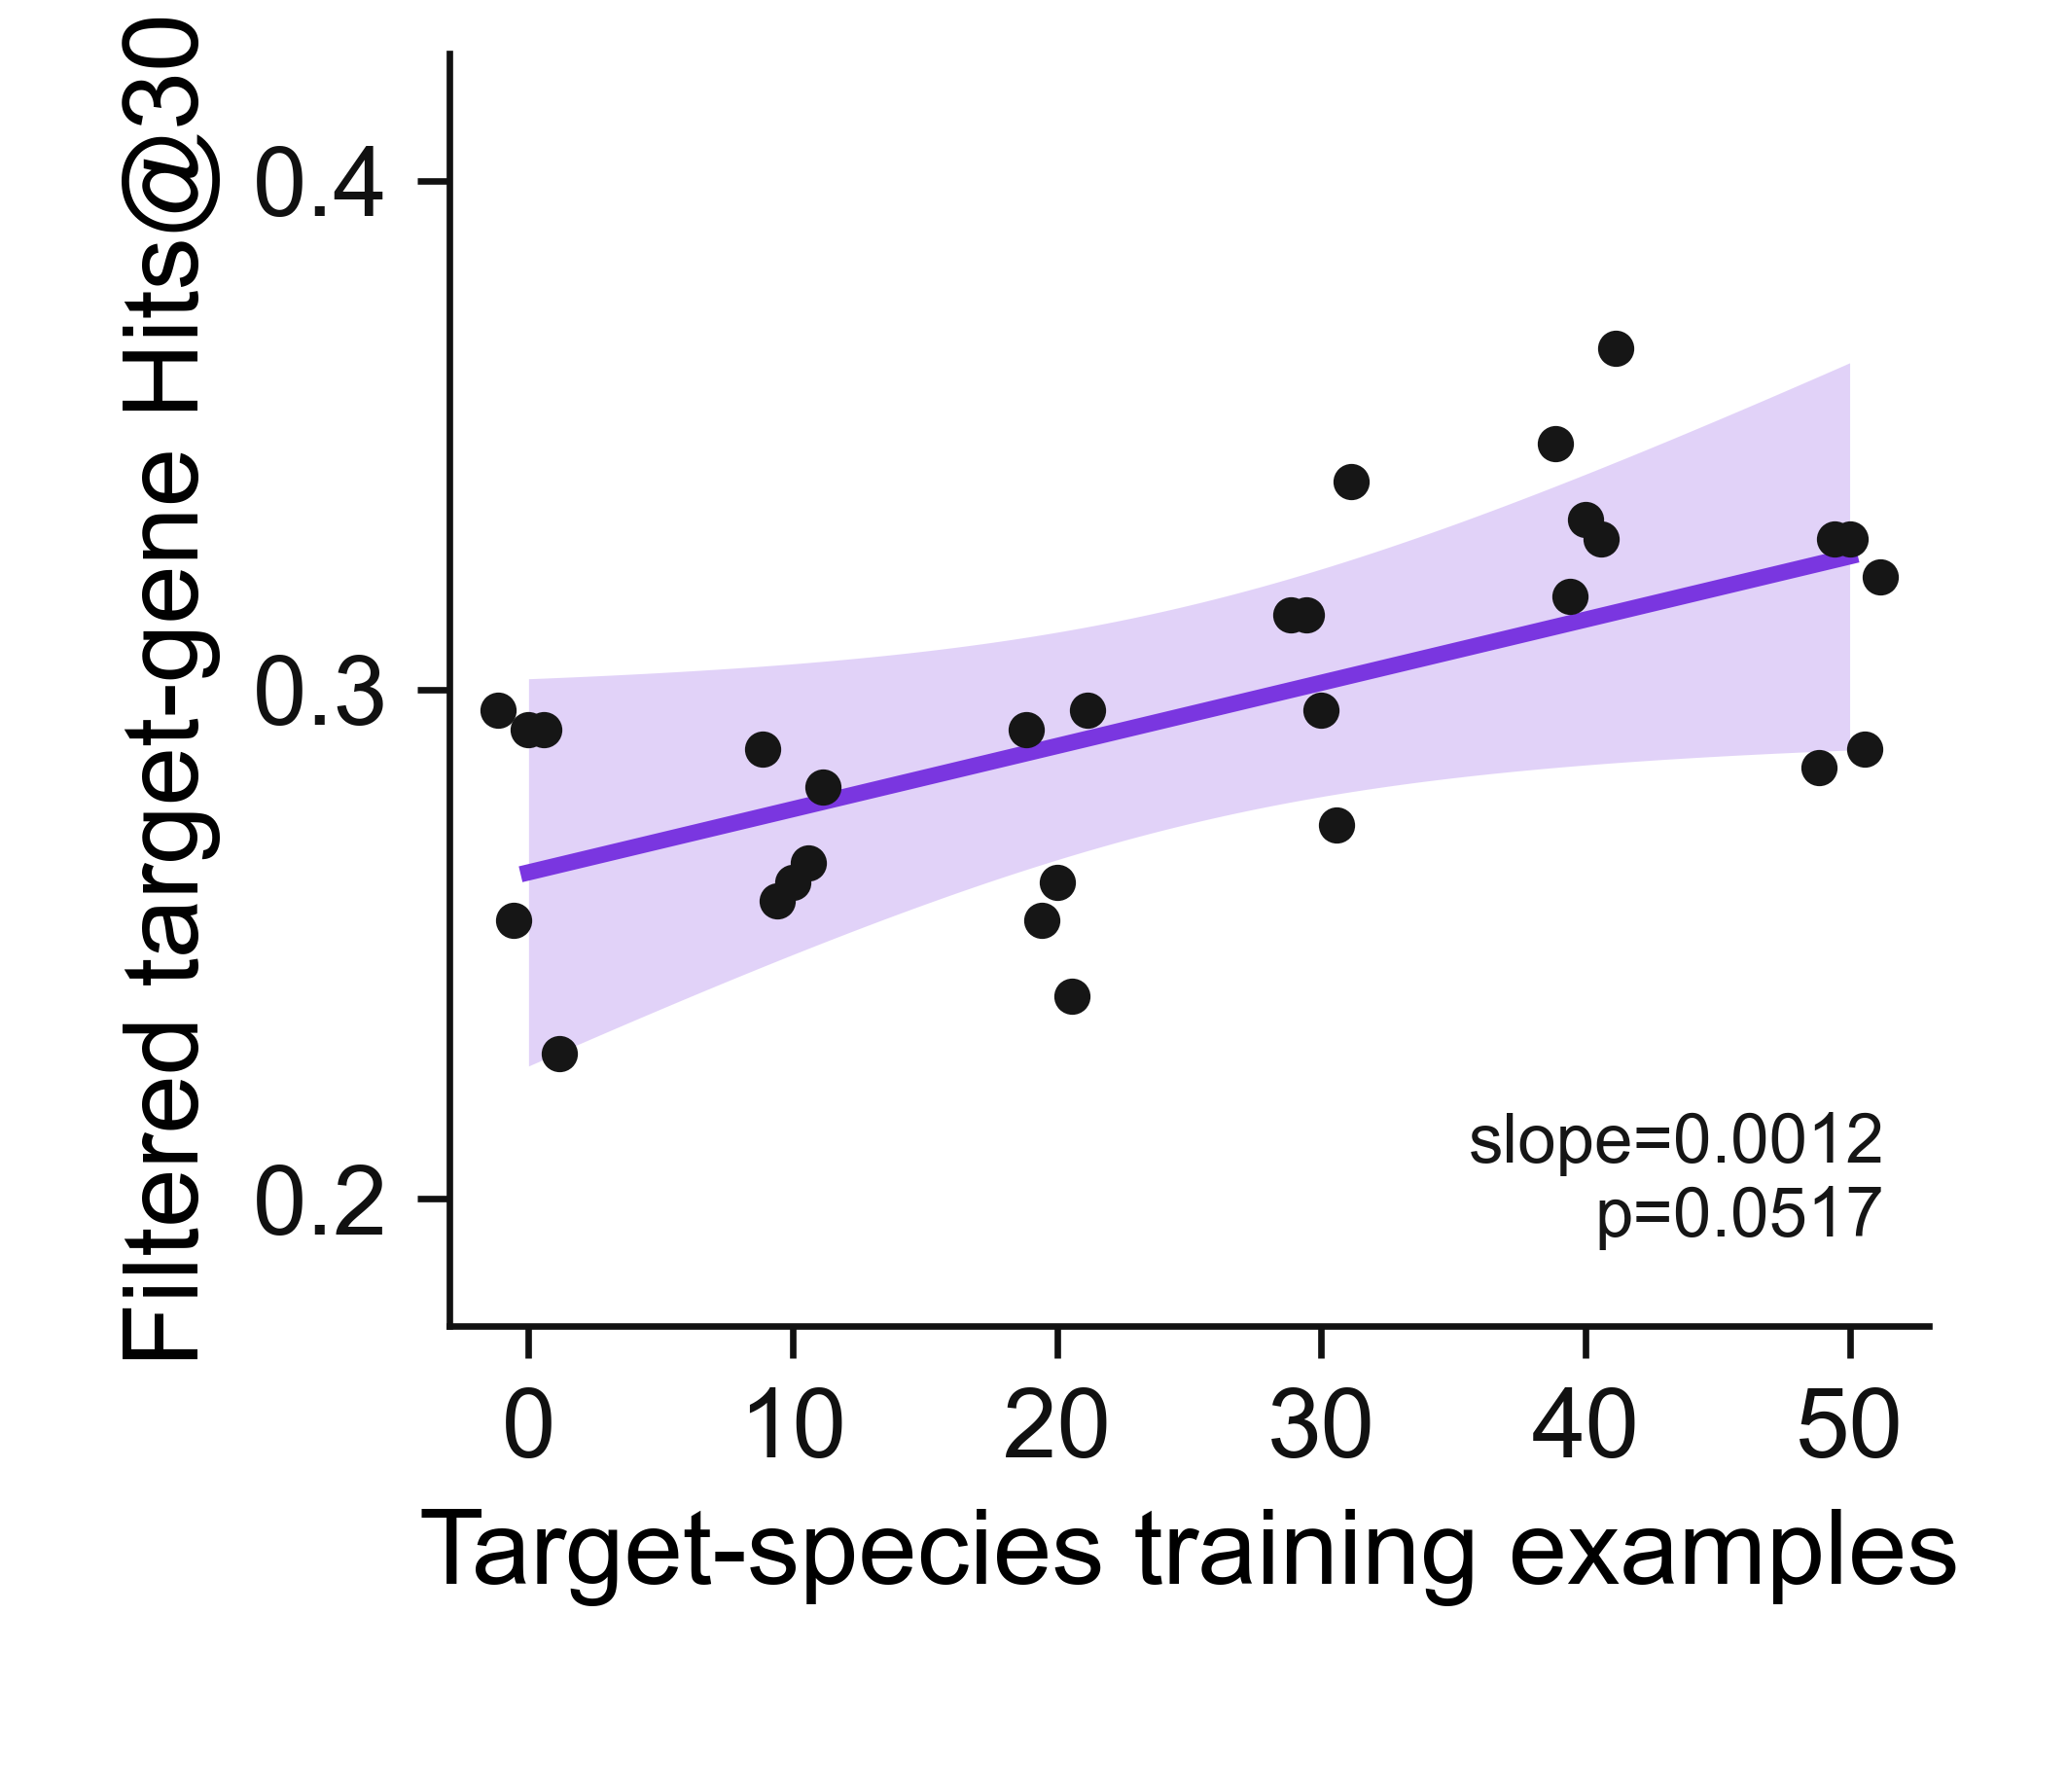 Filtered target-gene Hits@30
0.4
0.3
0.2
slope=0.0012
p=0.0517
0 10 20 30 40 50
Target-species training examples